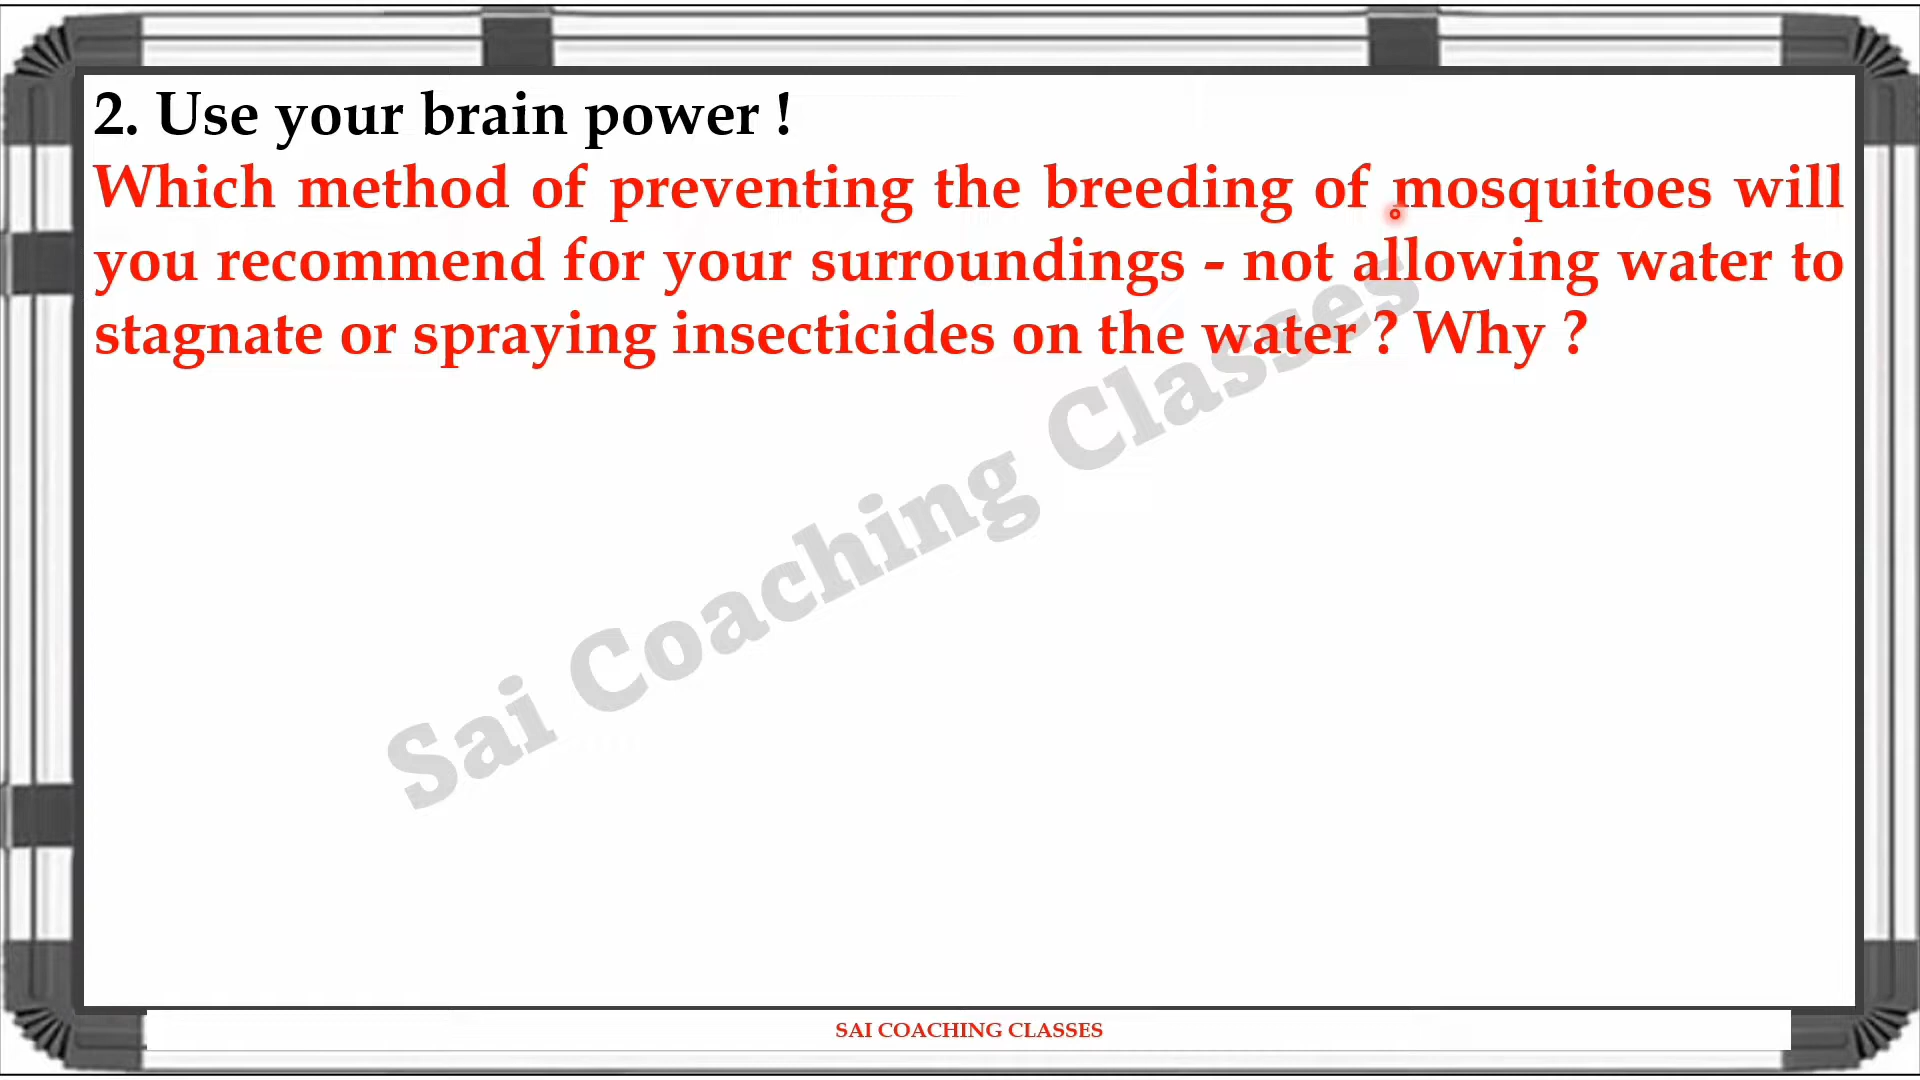 2. Use your brain power !
Which method of preventing the breeding of mosquitoes will
you recommend for your surroundings - not allowing water to
stagnate or spraying insecticides on the water ? Why ?
Sai Coaching Classes
SAI COACHING CLASSES